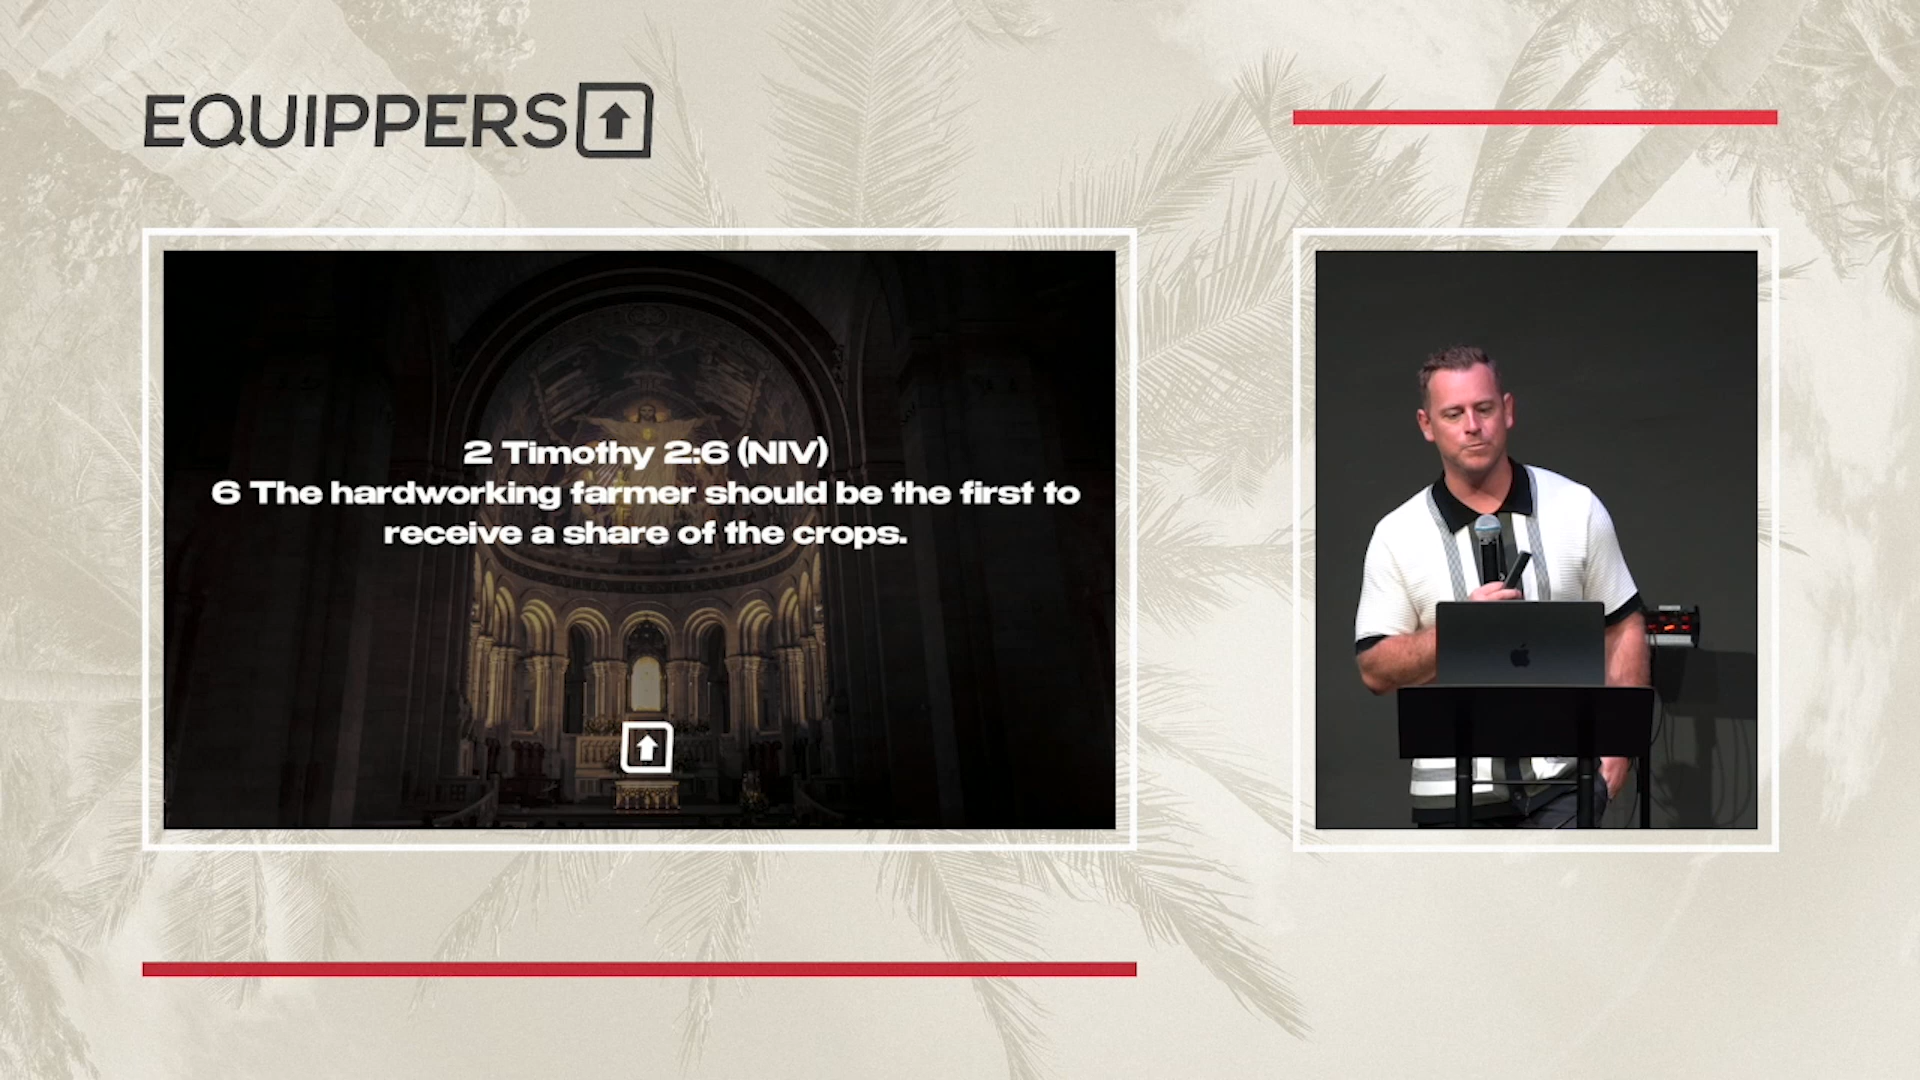 EQUIPPERS
2 Timothy 2:6 (NIV)
6 The hardworking farmer should be the first to
receive a share of the crops.